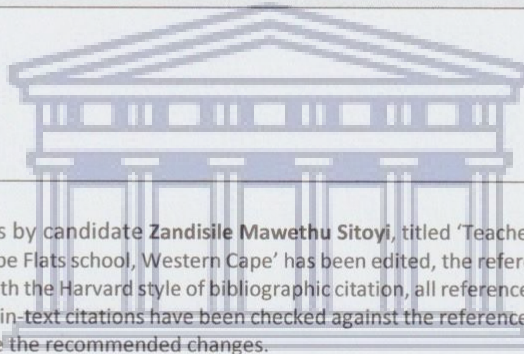 s by candidate Zandisile Mawethu Sitoyi, titled ‘Teache
pe Flats school, Western Cape’ has been edited, the refer
th the Harvard style of bibliographic citation, all reference
in-text citations have been checked against the reference
e the recommended changes.